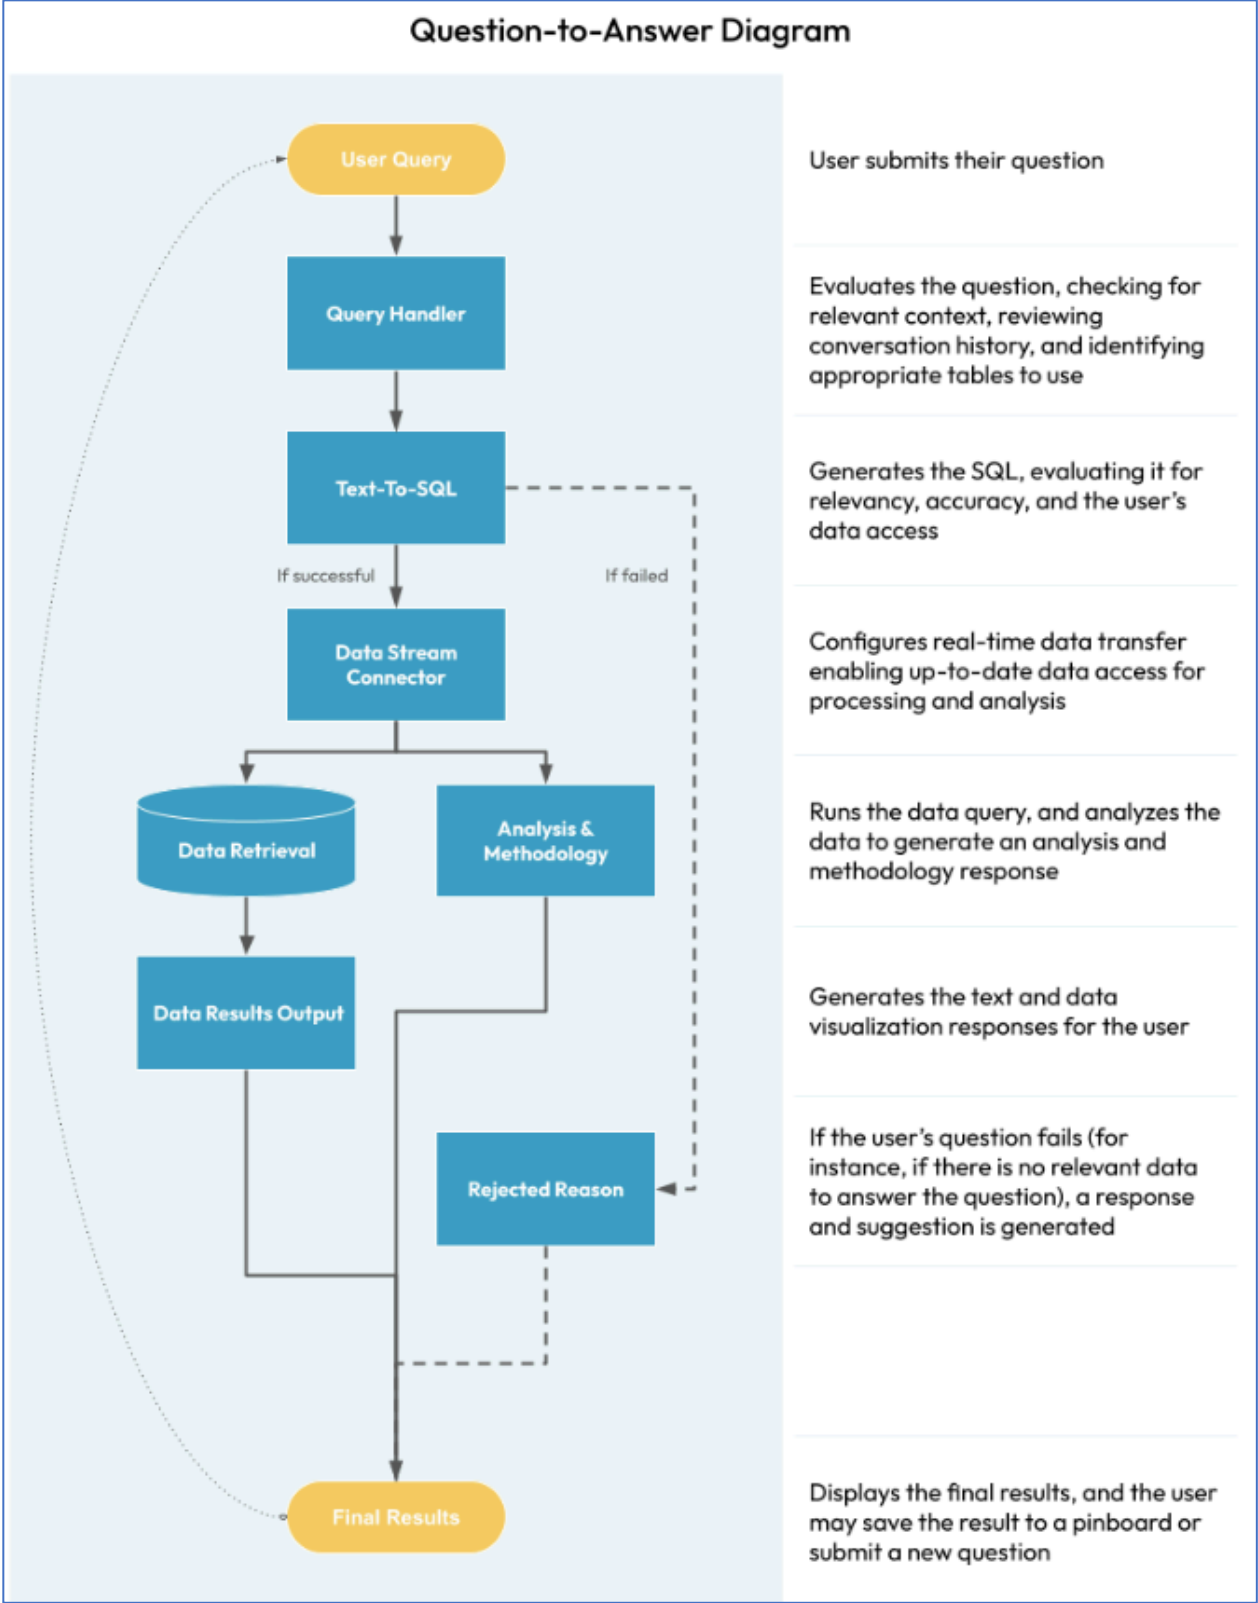 Question-to-Answer Diagram
User Query
User submits their question
Query Handler
Evaluates the question, checking for
relevant context, reviewing
conversation history, and identifying
appropriate tables to use
Text-To-SQL
Generates the SQL, evaluating it for
relevancy, accuracy, and the user's
data access
If successful
If failed
Data Stream
Connector
Configures real-time data transfer
enabling up-to-date data access for
processing and analysis
Data Retrieval
Analysis &
Methodology
Runs the data query, and analyzes the
data to generate an analysis and
methodology response
Data Results Output
Generates the text and data
visualization responses for the user
Rejected Reason
If the user's question fails (for
instance, if there is no relevant data
to answer the question), a response
and suggestion is generated
Final Results
Displays the final results, and the user
may save the result to a pinboard or
submit a new question